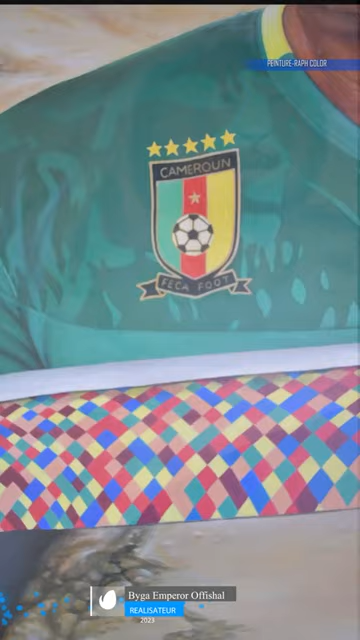 PEINTURE-RAPH COLOR
CAMEROUN
FECA FOOT
Byga Emperor Offishal
REALISATEUR
2023